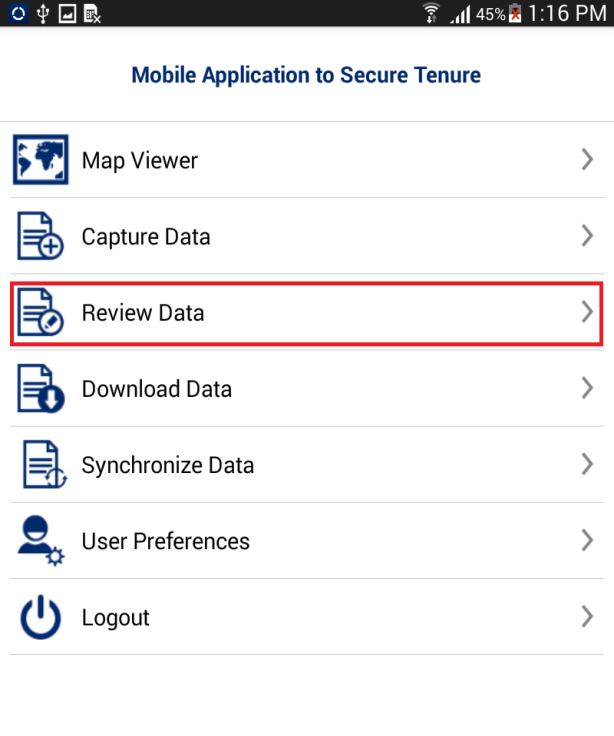 45% 1:16 PM
Mobile Application to Secure Tenure
Map Viewer
Capture Data
Review Data
Download Data
Synchronize Data
User Preferences
Logout